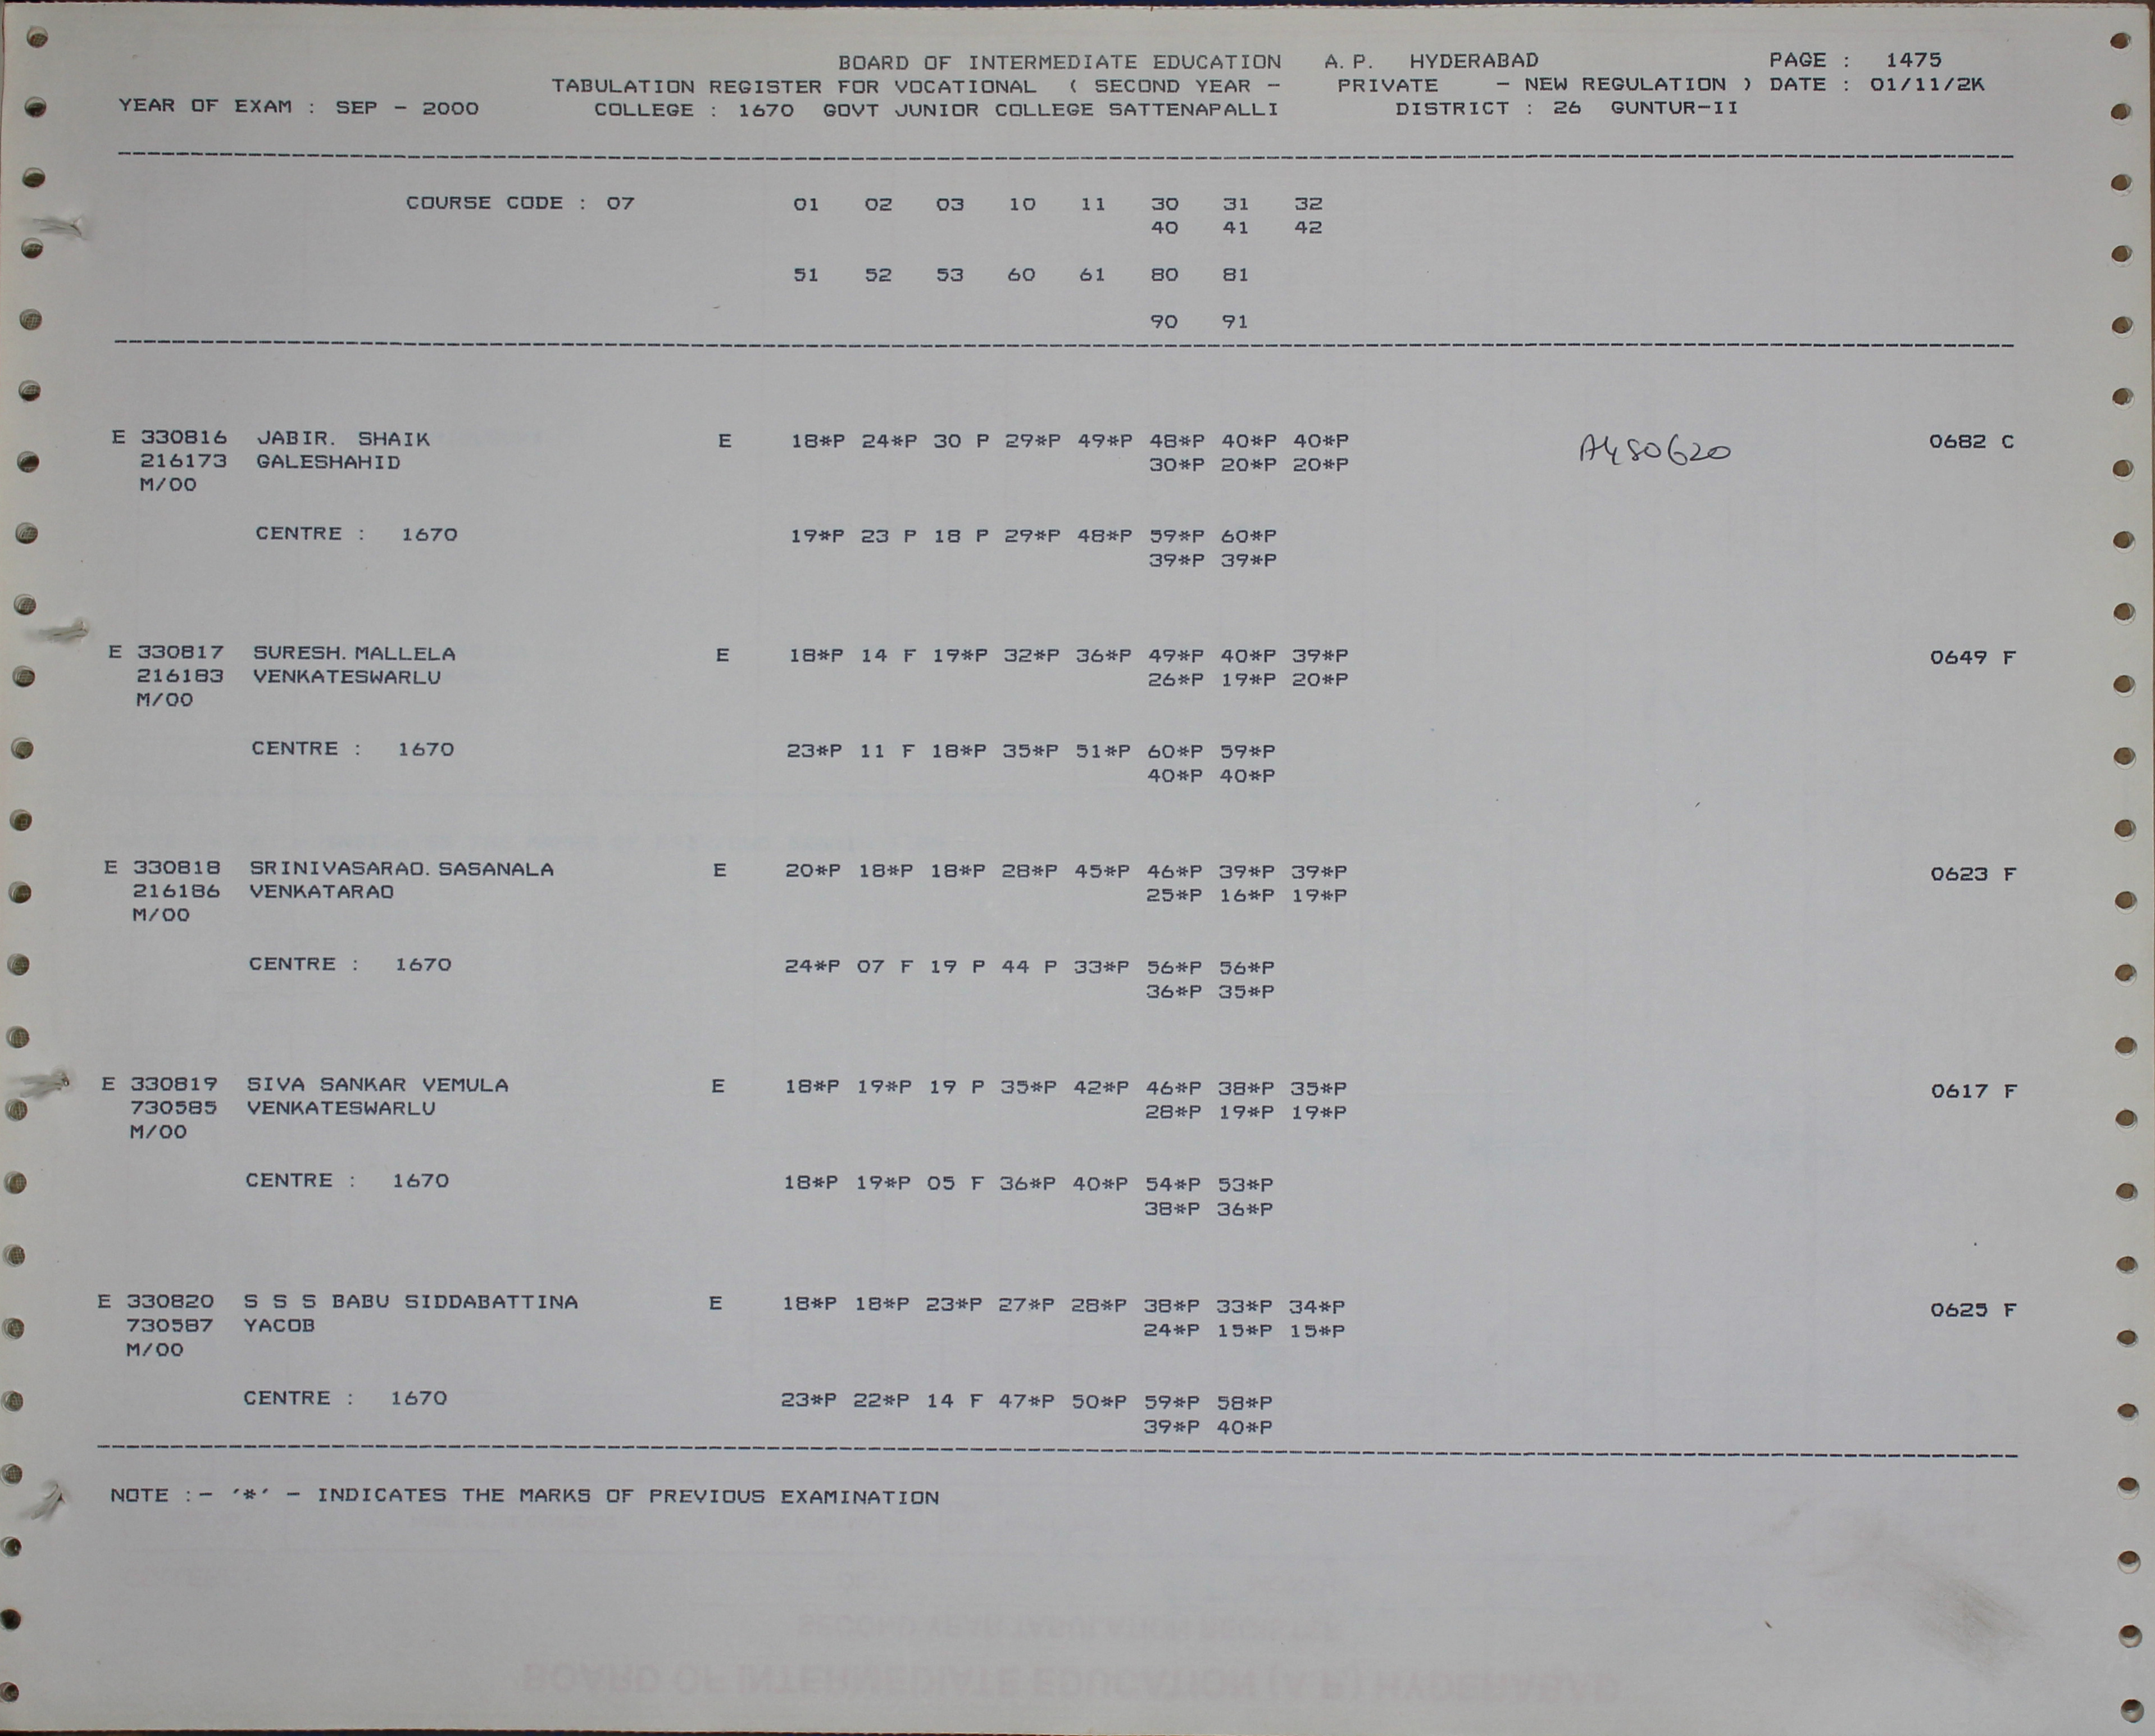 BOARD OF INTERMEDIATE EDUCATION A.P. HYDERABAD PAGE : 1475
TABULATION REGISTER FOR VOCATIONAL ( SECOND YEAR - PRIVATE - NEW REGULATION ) DATE : 01/11/2K
YEAR OF EXAM : SEP - 2000 COLLEGE : 1670 GOVT JUNIOR COLLEGE SATTENAPALLI DISTRICT : 26 GUNTUR-II
COURSE CODE : 07 01 02 03 10 11 30 31 32
40 41 42
51 52 53 60 61 80 81
90 91
E 330816 JABIR. SHAIK E 18*P 24*P 30 P 29*P 49*P 48*P 40*P 40*P A480620 0682 C
216173 GALESHAHID 30*P 20*P 20*P
M/00
CENTRE : 1670 19*P 23 P 18 P 29*P 48*P 59*P 60*P
39*P 39*P
E 330817 SURESH. MALLELA E 18*P 14 F 19*P 32*P 36*P 49*P 40*P 39*P 0649 F
216183 VENKATESWARLU 26*P 19*P 20*P
M/00
CENTRE : 1670 23*P 11 F 18*P 35*P 51*P 60*P 59*P
40*P 40*P
E 330818 SRINIVASARAO. SASANALA E 20*P 18*P 18*P 28*P 45*P 46*P 39*P 39*P 0623 F
216186 VENKATARAO 25*P 16*P 19*P
M/00
CENTRE : 1670 24*P 07 F 19 P 44 P 33*P 56*P 56*P
36*P 35*P
E 330819 SIVA SANKAR VEMULA E 18*P 19*P 19 P 35*P 42*P 46*P 38*P 35*P 0617 F
730585 VENKATESWARLU 28*P 19*P 19*P
M/00
CENTRE : 1670 18*P 19*P 05 F 36*P 40*P 54*P 53*P
38*P 36*P
E 330820 S S S BABU SIDDABATTINA E 18*P 18*P 23*P 27*P 28*P 38*P 33*P 34*P 0625 F
730587 YACOB 24*P 15*P 15*P
M/00
CENTRE : 1670 23*P 22*P 14 F 47*P 50*P 59*P 58*P
39*P 40*P
NOTE :- '*' - INDICATES THE MARKS OF PREVIOUS EXAMINATION